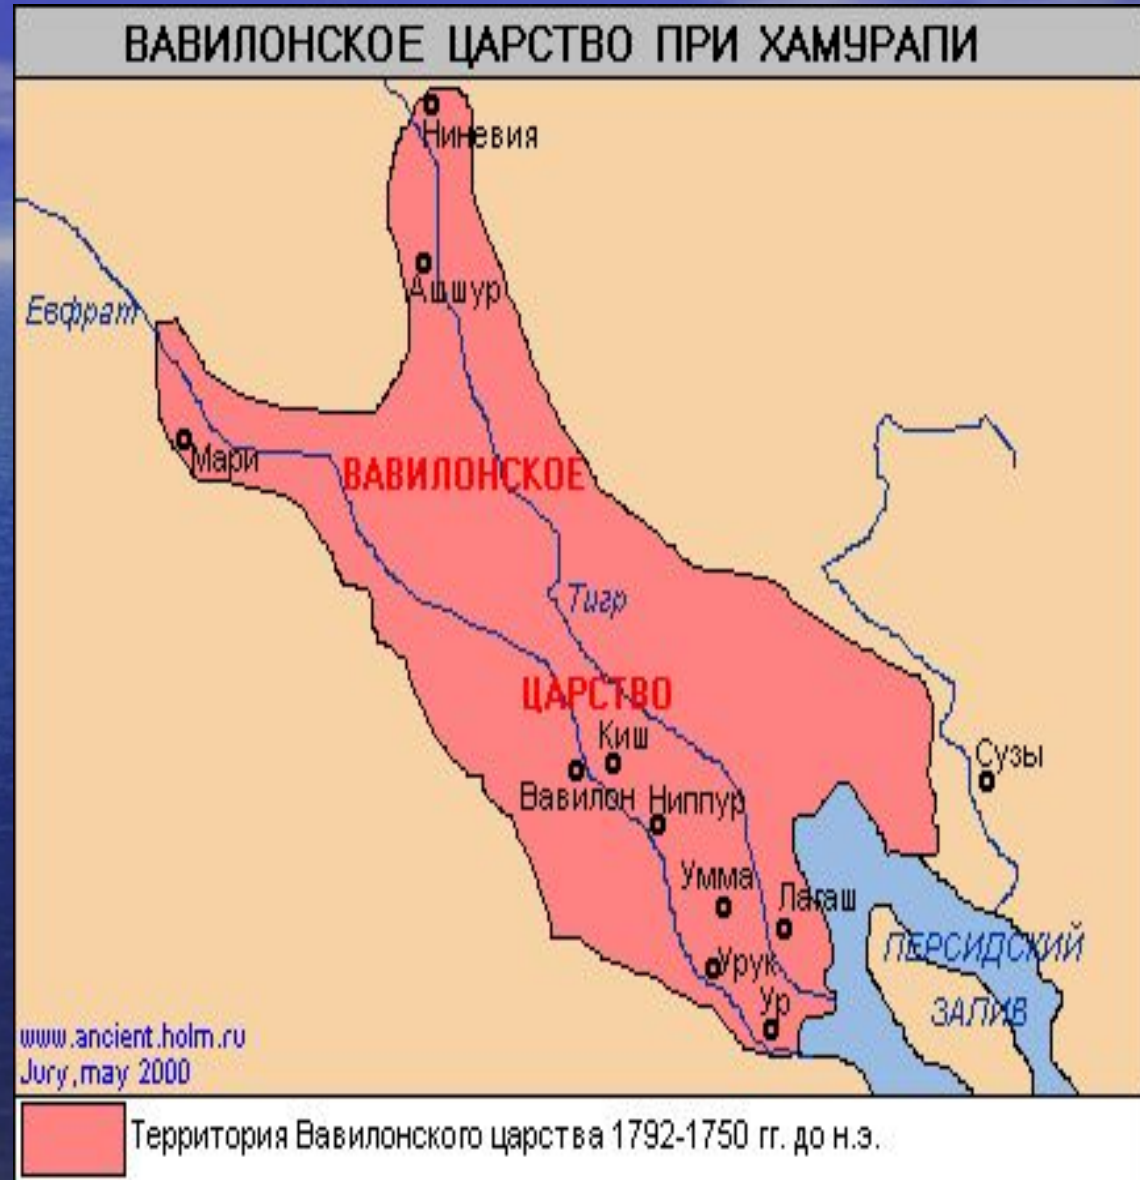 ВАВИЛОНСКОЕ ЦАРСТВО ПРИ ХАМУРАПИ
Ниневия
Ашшур
Евфрат
Мари
ВАВИЛОНСКОЕ
Тигр
ЦАРСТВО
Киш
Сузы
Вавилон
Ниппур
Умма
Лагаш
ПЕРСИДСКИЙ
Урук
Ур
ЗАЛИВ
www.ancient.holm.ru
Jury,may 2000
Территория Вавилонского царства 1792-1750 гг. до н.э.